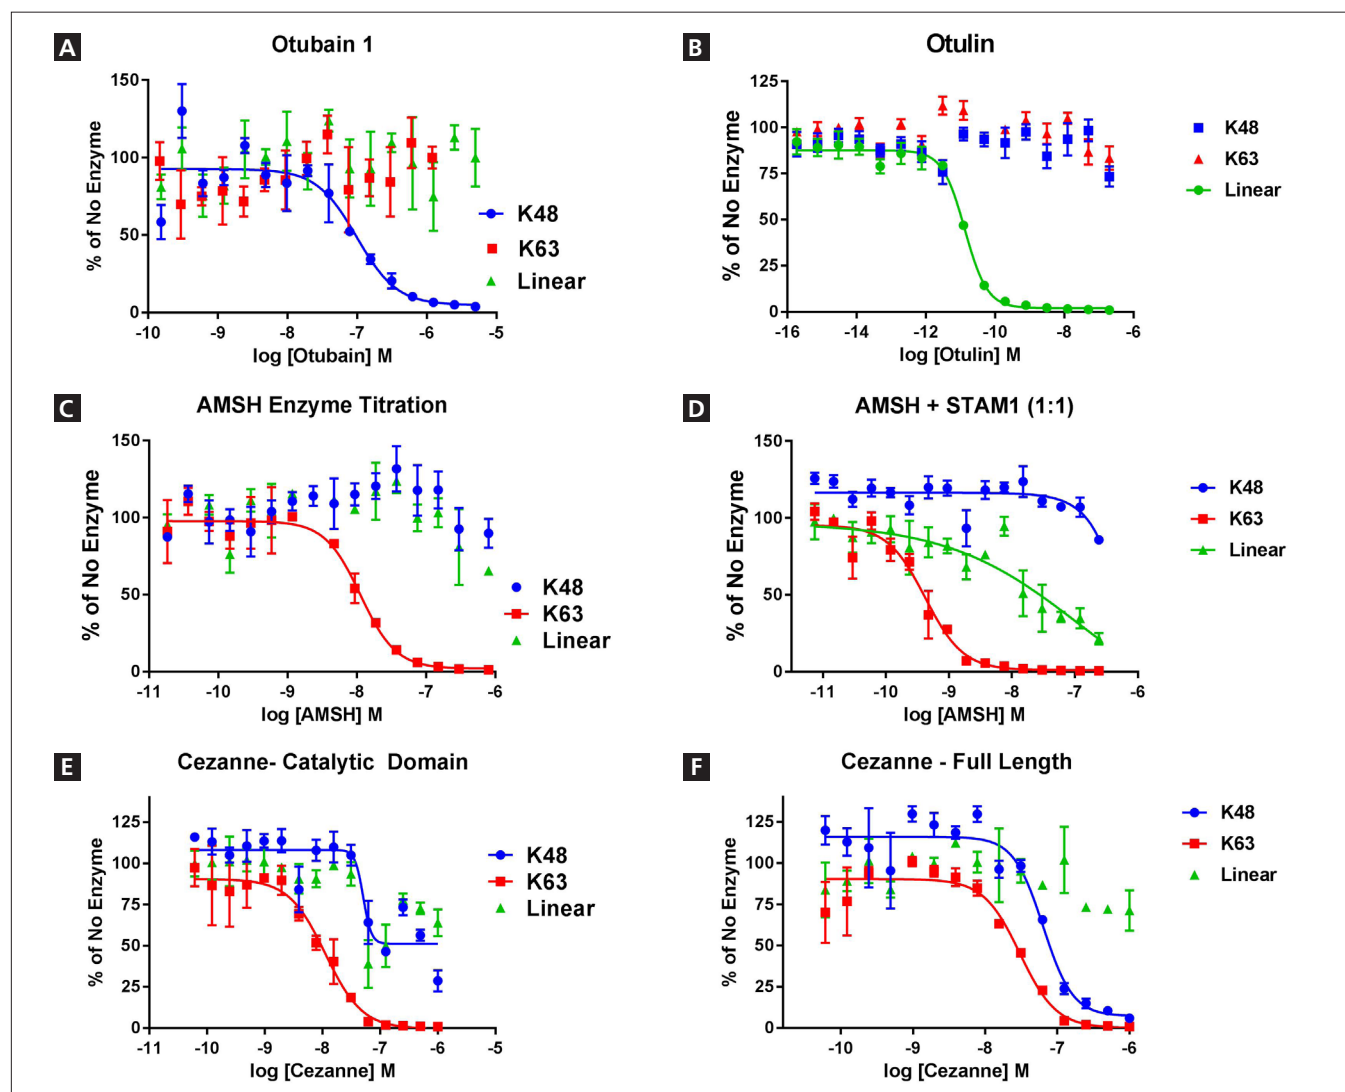 A
Otubain 1
% of No Enzyme
150
100
50
0
-10
-9
-8
-7
-6
-5
log [Otubain] M
K48
K63
Linear
B
Otulin
% of No Enzyme
125
100
75
50
25
0
-16
-14
-12
-10
-8
-6
log [Otulin] M
K48
K63
Linear
C
AMSH Enzyme Titration
% of No Enzyme
150
100
50
0
-11
-10
-9
-8
-7
-6
log [AMSH] M
K48
K63
Linear
D
AMSH + STAM1 (1:1)
% of No Enzyme
150
100
50
0
-11
-10
-9
-8
-7
-6
log [AMSH] M
K48
K63
Linear
E
Cezanne- Catalytic Domain
% of No Enzyme
125
100
75
50
25
0
-11
-10
-9
-8
-7
-6
-5
log [Cezanne] M
K48
K63
Linear
F
Cezanne - Full Length
% of No Enzyme
125
100
75
50
25
0
-10
-9
-8
-7
-6
log [Cezanne] M
K48
K63
Linear